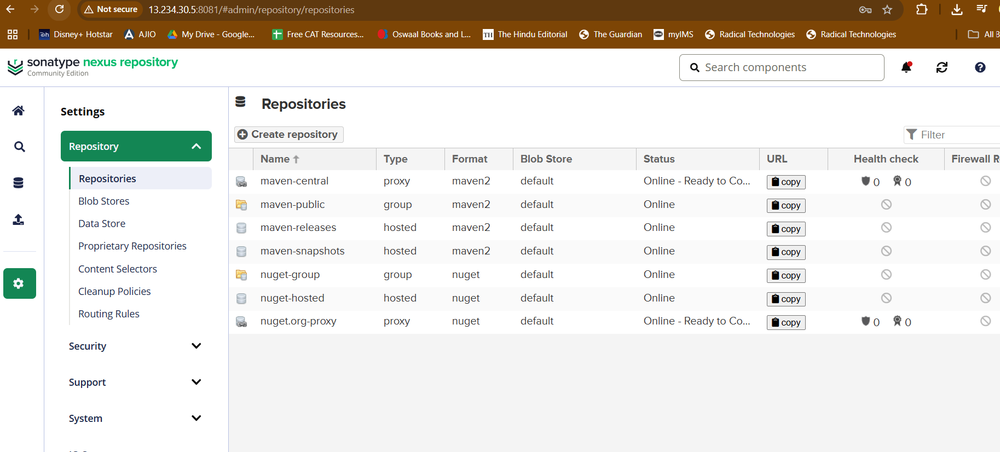 Not secure 13.234.30.5:8081/#admin/repository/repositories
Disney+ Hotstar AJIO My Drive - Google... Free CAT Resources... Oswaal Books and L... TH The Hindu Editorial The Guardian ims myIMS Radical Technologies Radical Technologies All B
sonatype nexus repository
Community Edition
Search components
Settings
Repository
Repositories
Blob Stores
Data Store
Proprietary Repositories
Content Selectors
Cleanup Policies
Routing Rules
Security
Support
System
Repositories
Create repository
Filter
Name Type Format Blob Store Status URL Health check Firewall R
maven-central proxy maven2 default Online - Ready to Co... copy 0 0
maven-public group maven2 default Online copy
maven-releases hosted maven2 default Online copy
maven-snapshots hosted maven2 default Online copy
nuget-group group nuget default Online copy
nuget-hosted hosted nuget default Online copy
nuget.org-proxy proxy nuget default Online - Ready to Co... copy 0 0